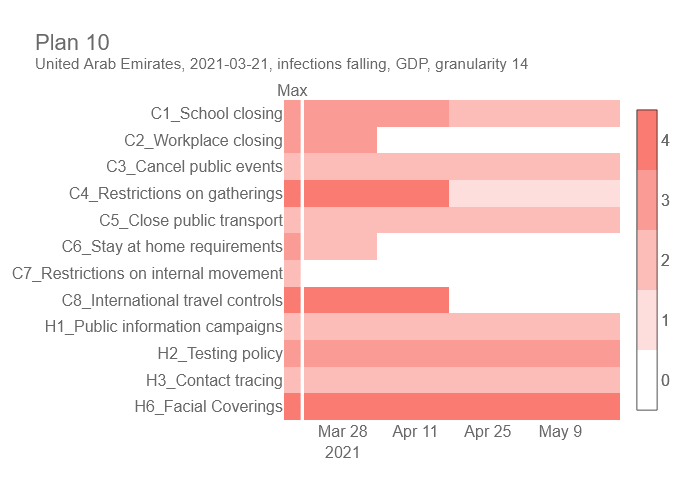 Plan 10
United Arab Emirates, 2021-03-21, infections falling, GDP, granularity 14
Max
C1_School closing
C2_Workplace closing
C3_Cancel public events
C4_Restrictions on gatherings
C5_Close public transport
C6_Stay at home requirements
C7_Restrictions on internal movement
C8_International travel controls
H1_Public information campaigns
H2_Testing policy
H3_Contact tracing
H6_Facial Coverings
Mar 28 Apr 11 Apr 25 May 9
2021
4
3
2
1
0